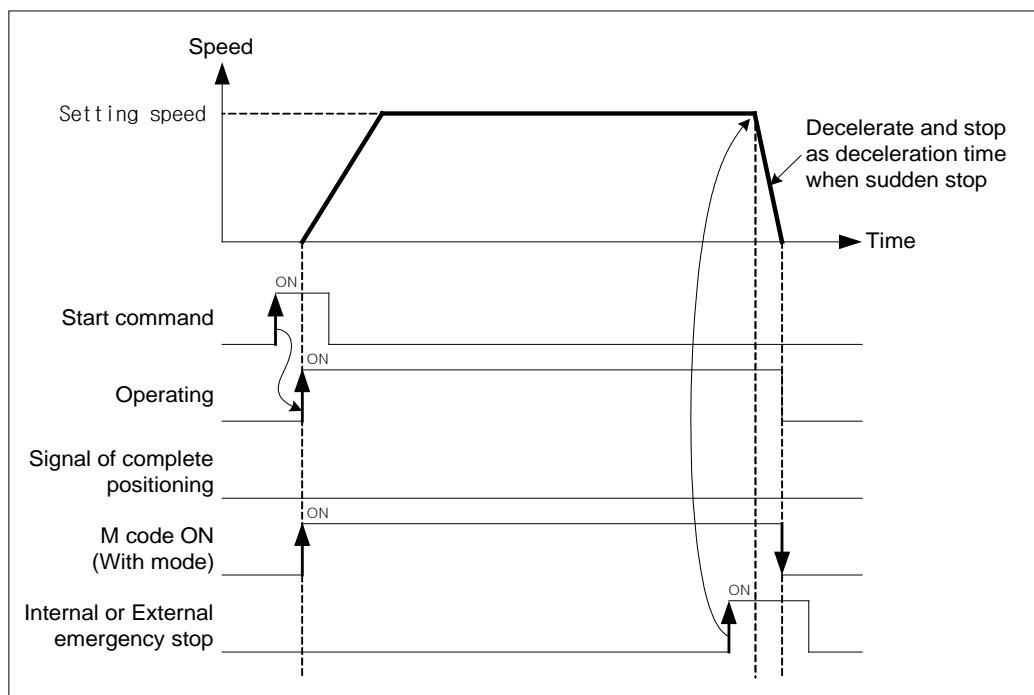 Speed
Setting speed
Decelerate and stop
as deceleration time
when sudden stop
Time
ON
Start command
ON
Operating
Signal of complete
positioning
ON
M code ON
(With mode)
ON
Internal or External
emergency stop